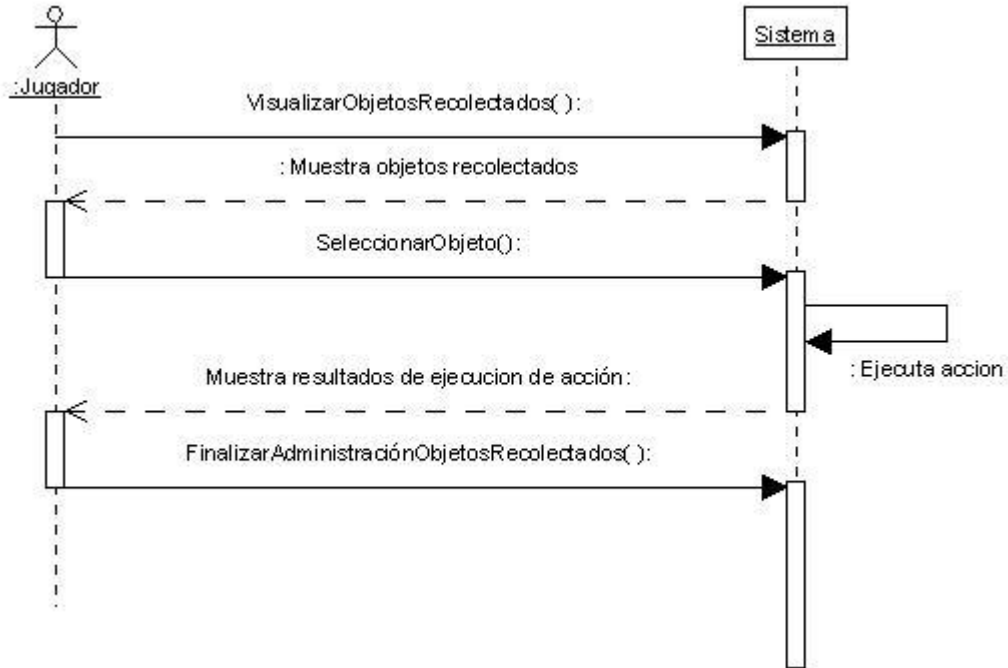 Sistema
:Jugador
VisualizarObjetosRecolectados( ):
: Muestra objetos recolectados
SeleccionarObjeto():
: Ejecuta accion
Muestra resultados de ejecucion de acción:
FinalizarAdministraciónObjetosRecolectados( ):